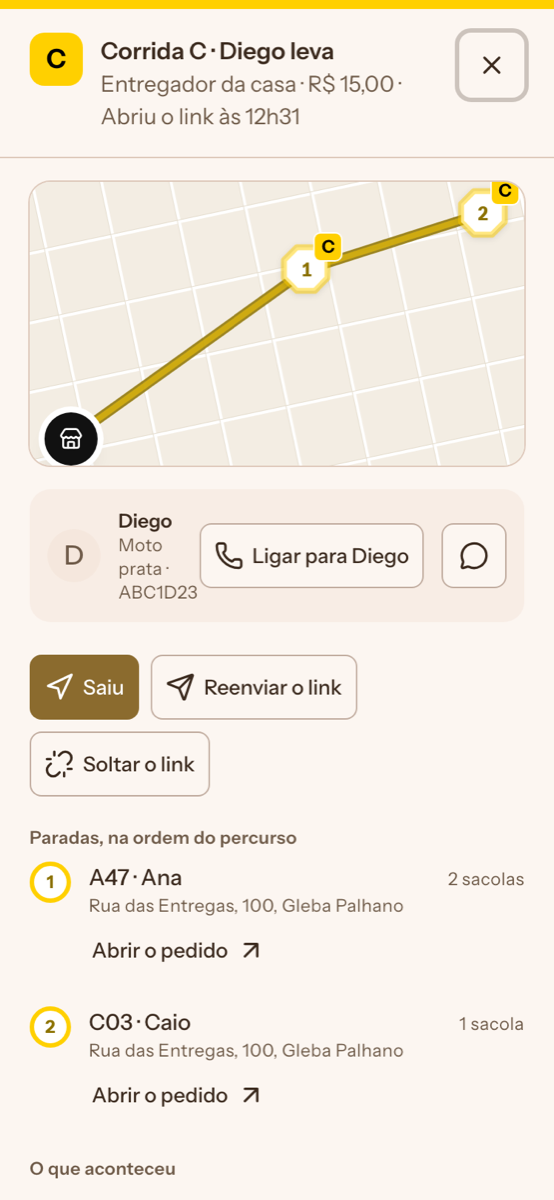 C
Corrida C · Diego leva
Entregador da casa · R$ 15,00 ·
Abriu o link às 12h31
C
2
C
1
D
Diego
Moto
prata ·
ABC1D23
Ligar para Diego
Saiu
Reenviar o link
Soltar o link
Paradas, na ordem do percurso
1
A47 · Ana
2 sacolas
Rua das Entregas, 100, Gleba Palhano
Abrir o pedido
2
C03 · Caio
1 sacola
Rua das Entregas, 100, Gleba Palhano
Abrir o pedido
O que aconteceu